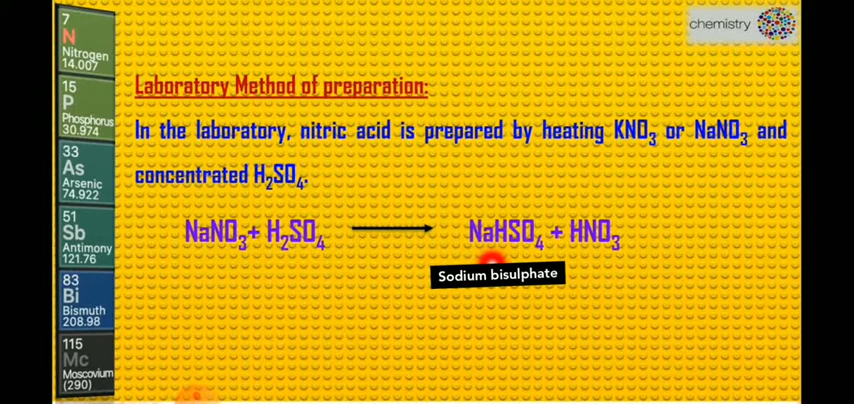 chemistry
7
N
Nitrogen
14.007
15
P
Phosphorus
30.974
33
As
Arsenic
74.922
51
Sb
Antimony
121.76
83
Bi
Bismuth
208.98
115
Mc
Moscovium
(290)
Laboratory Method of preparation:
In the laboratory, nitric acid is prepared by heating KNO₃ or NaNO₃ and
concentrated H₂SO₄.
NaNO₃+ H₂SO₄ ⟶ NaHSO₄ + HNO₃
Sodium bisulphate